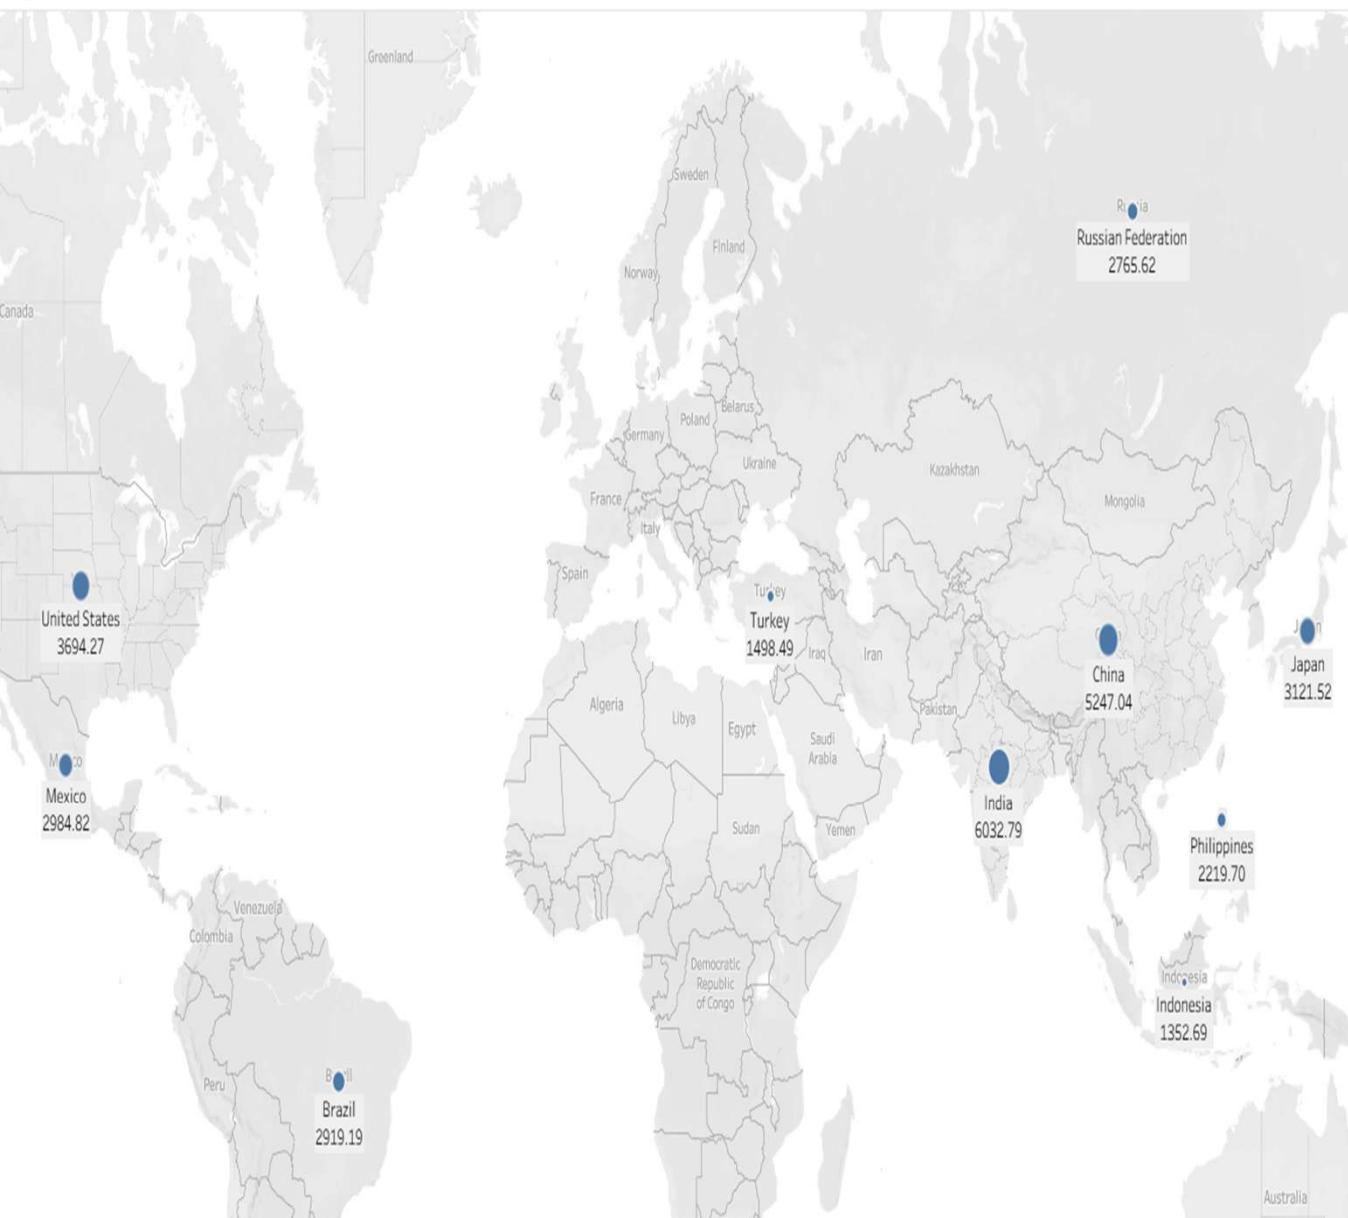 Greenland
Sweden
Finland
Norway
Russian Federation
2765.62
Canada
Belarus
Poland
Germany
Ukraine
Kazakhstan
France
Mongolia
Italy
Spain
United States
3694.27
Turkey
1498.49
Iraq
Iran
China
5247.04
Japan
3121.52
Algeria
Libya
Egypt
Pakistan
Saudi
Arabia
Mexico
2984.82
India
6032.79
Sudan
Yemen
Philippines
2219.70
Venezuela
Colombia
Democratic
Republic
of Congo
Indonesia
1352.69
Peru
Brazil
2919.19
Australia